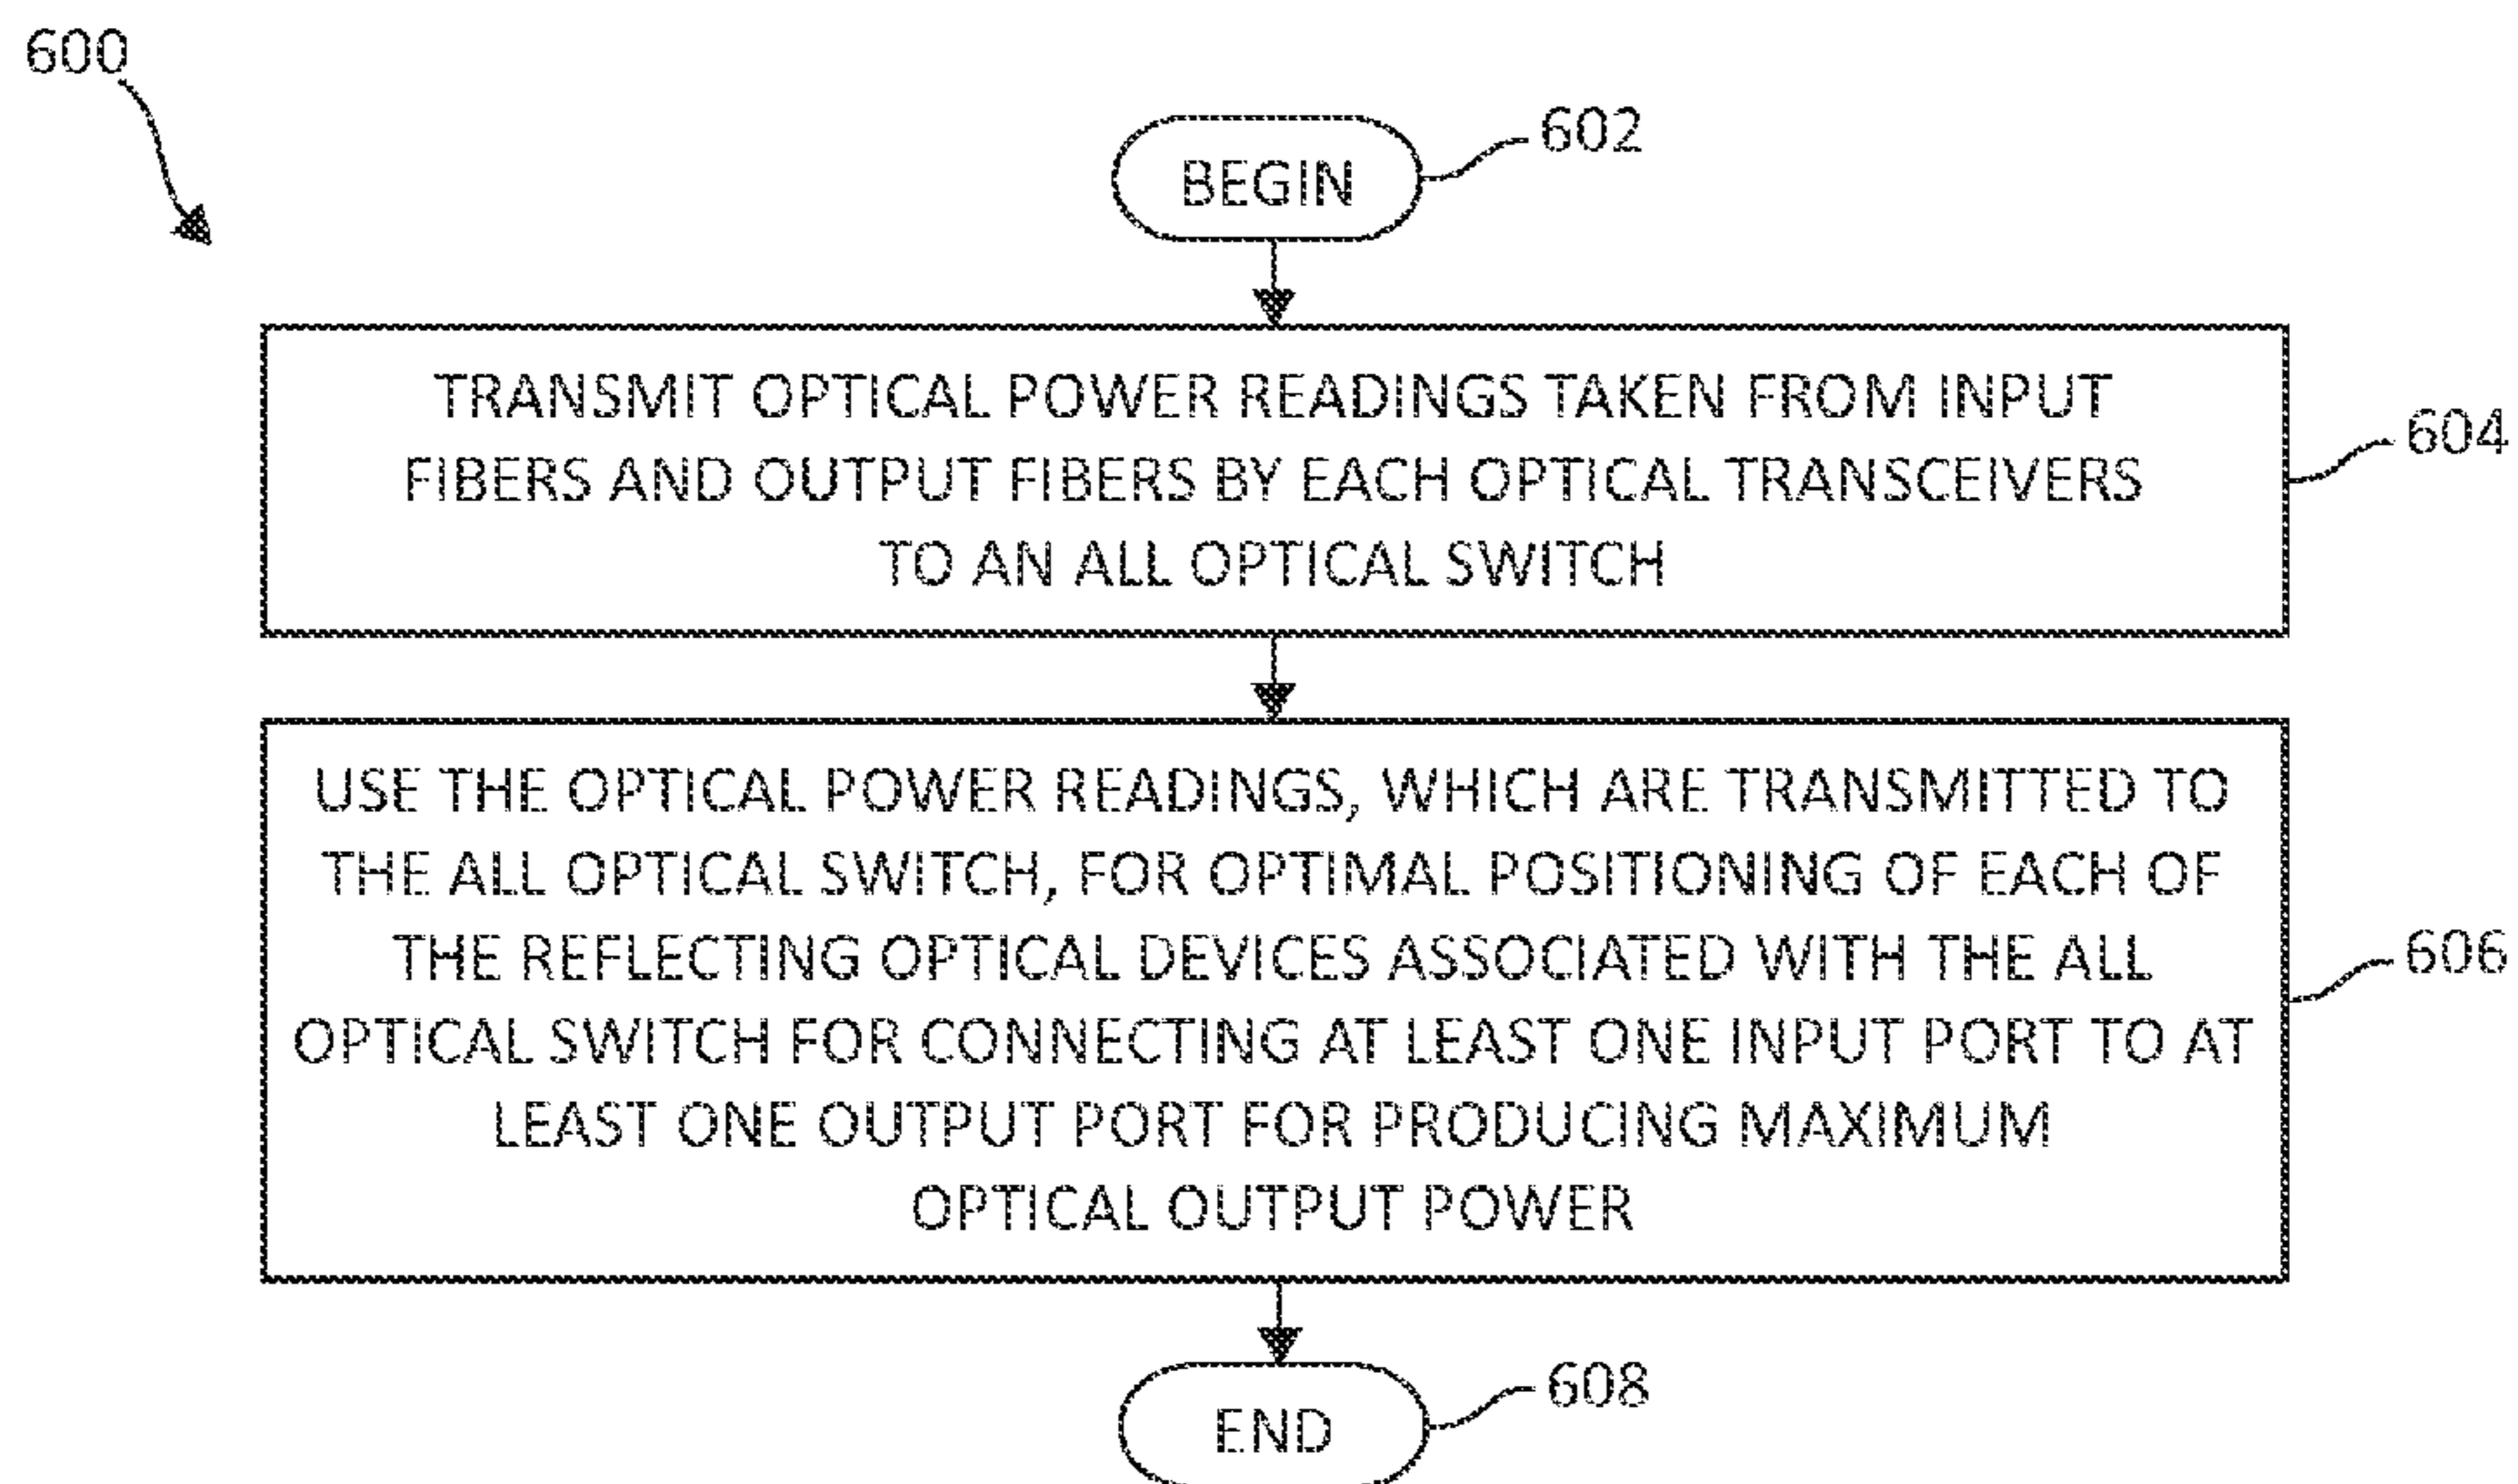 600
BEGIN
602
TRANSMIT OPTICAL POWER READINGS TAKEN FROM INPUT
FIBERS AND OUTPUT FIBERS BY EACH OPTICAL TRANSCEIVERS
TO AN ALL OPTICAL SWITCH
604
USE THE OPTICAL POWER READINGS, WHICH ARE TRANSMITTED TO
THE ALL OPTICAL SWITCH, FOR OPTIMAL POSITIONING OF EACH OF
THE REFLECTING OPTICAL DEVICES ASSOCIATED WITH THE ALL
OPTICAL SWITCH FOR CONNECTING AT LEAST ONE INPUT PORT TO AT
LEAST ONE OUTPUT PORT FOR PRODUCING MAXIMUM
OPTICAL OUTPUT POWER
606
END
608